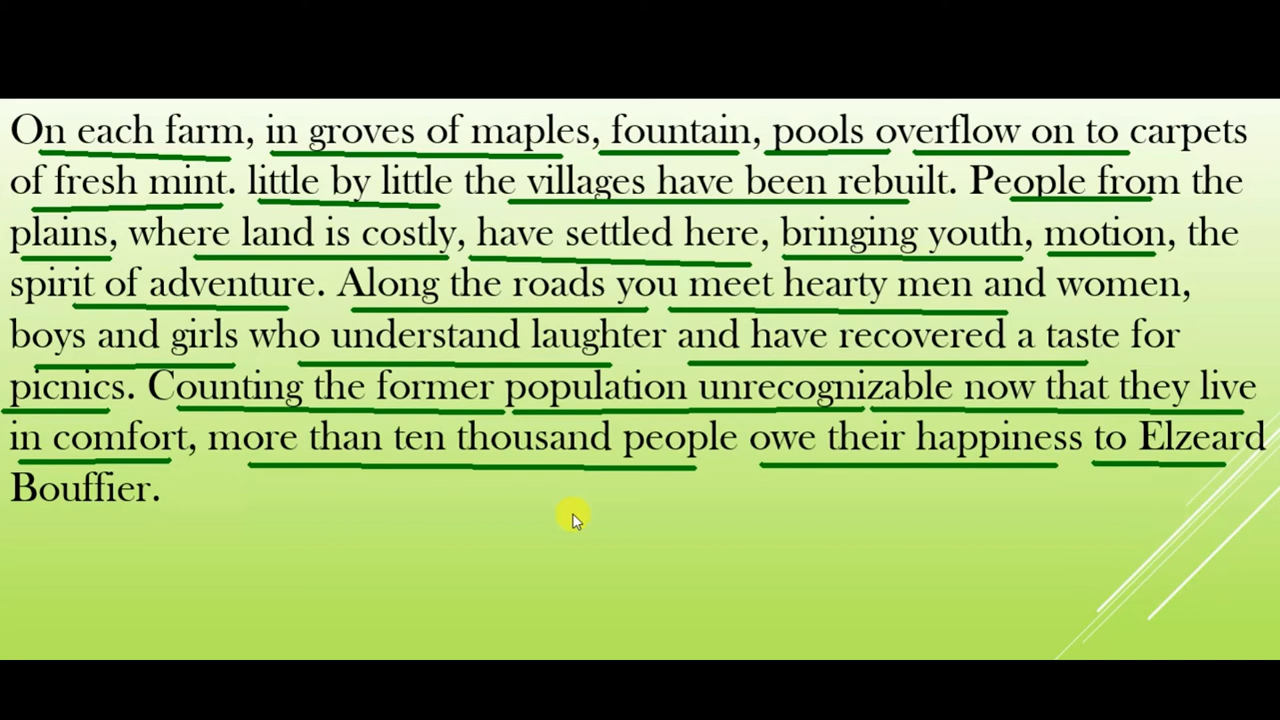 On each farm, in groves of maples, fountain, pools overflow on to carpets
of fresh mint. little by little the villages have been rebuilt. People from the
plains, where land is costly, have settled here, bringing youth, motion, the
spirit of adventure. Along the roads you meet hearty men and women,
boys and girls who understand laughter and have recovered a taste for
picnics. Counting the former population unrecognizable now that they live
in comfort, more than ten thousand people owe their happiness to Elzeard
Bouffier.